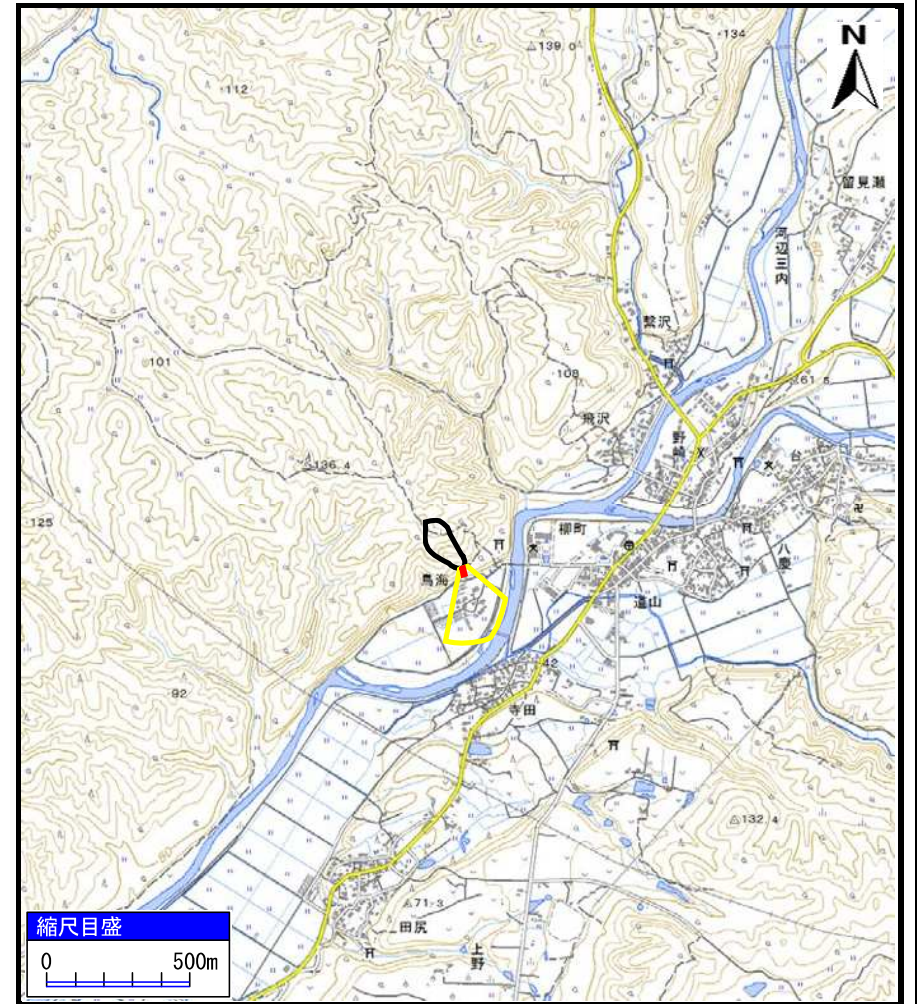 N
139.0
134
112
留見瀬
河辺三内
繋沢
101
108
61.5
飛沢
野崎
台
136.4
125
柳町
八慶
鳥海
道山
42
92
寺田
132.4
71.3
田尻
上野
縮尺目盛
0 500m